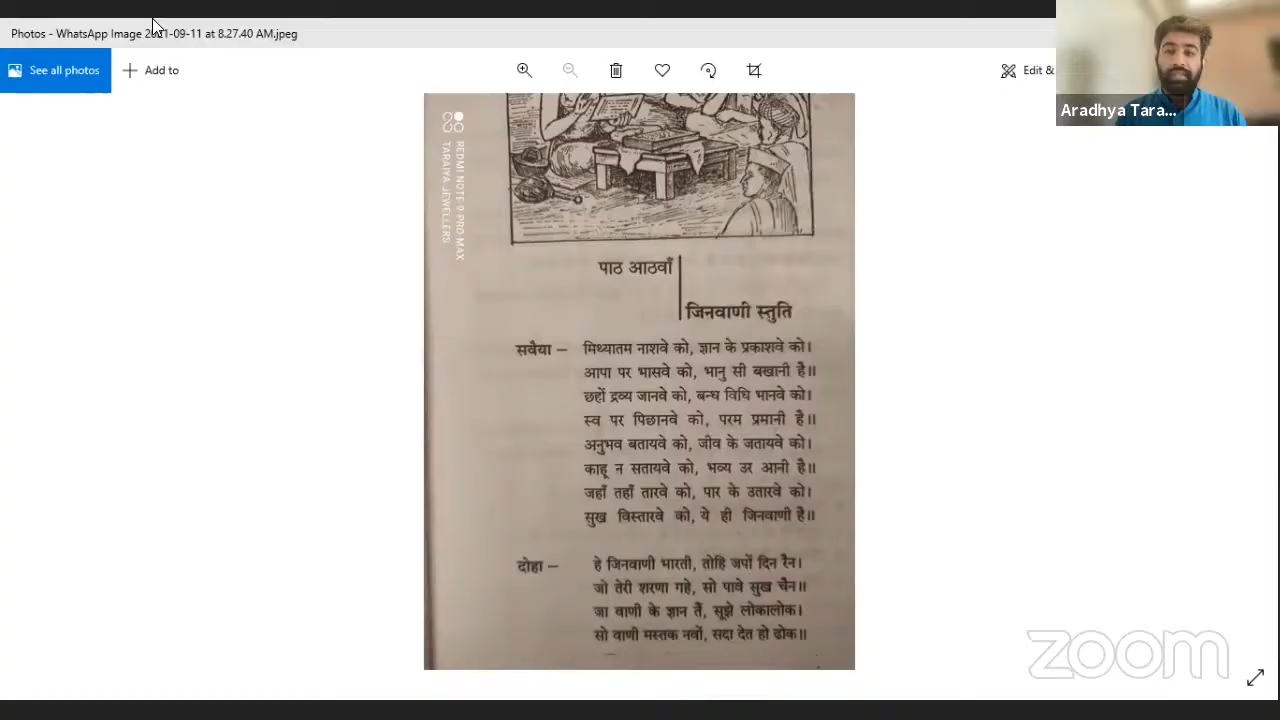 Photos - WhatsApp Image 2021-09-11 at 8.27.40 AM.jpeg
See all photos
Add to
Edit &
Aradhya Tara...
REDMI NOTE 9 PRO MAX
TARAIYA JEWELLERS
पाठ आठवाँ
जिनवाणी स्तुति
सवैया – मिथ्यातम नाशवे को, ज्ञान के प्रकाशवे को।
आपा पर भासवे को, भानु सी बखानी है॥
छहों द्रव्य जानवे को, बन्ध विधि भानवे को।
स्व पर पिछानवे को, परम प्रमानी है॥
अनुभव बतायवे को, जीव के जतायवे को।
काहू न सतायवे को, भव्य उर आनी है॥
जहाँ तहाँ तारवे को, पार के उतारवे को।
सुख विस्तारवे को, ये ही जिनवाणी है॥
दोहा – हे जिनवाणी भारती, तोहि जपों दिन रैन।
जो तेरी शरणा गहे, सो पावे सुख चैन॥
जा वाणी के ज्ञान तैं, सूझे लोकालोक।
सो वाणी मस्तक नवों, सदा देत हो ढोक॥
zoom